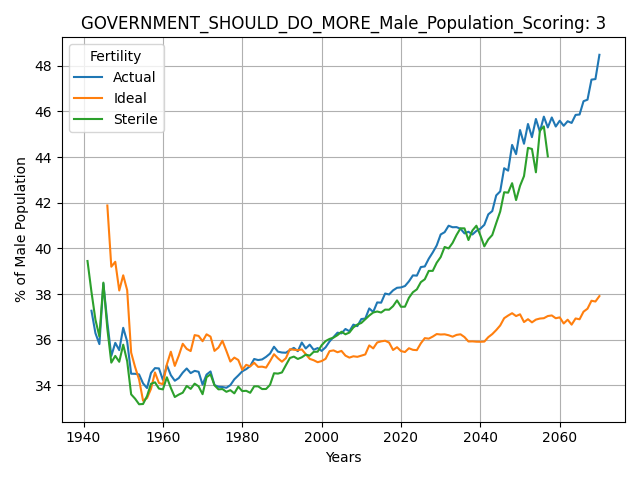 GOVERNMENT_SHOULD_DO_MORE_Male_Population_Scoring: 3
Fertility
Actual
Ideal
Sterile
% of Male Population
48
46
44
42
40
38
36
34
1940 1960 1980 2000 2020 2040 2060
Years